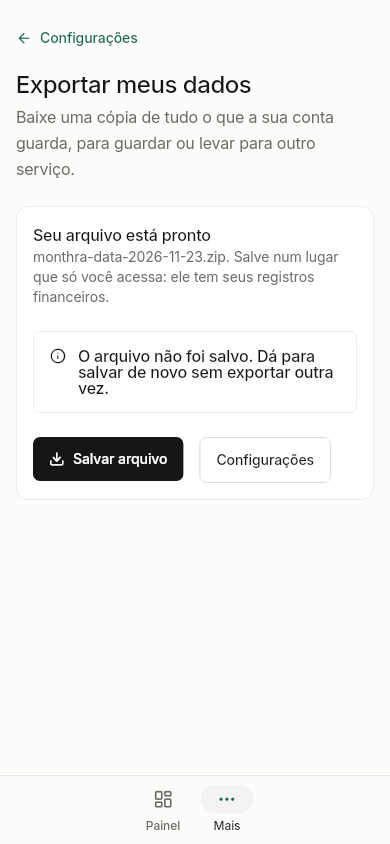 Configurações
Exportar meus dados
Baixe uma cópia de tudo o que a sua conta
guarda, para guardar ou levar para outro
serviço.
Seu arquivo está pronto
monthra-data-2026-11-23.zip. Salve num lugar
que só você acessa: ele tem seus registros
financeiros.
O arquivo não foi salvo. Dá para
salvar de novo sem exportar outra
vez.
Salvar arquivo
Configurações
Painel
Mais